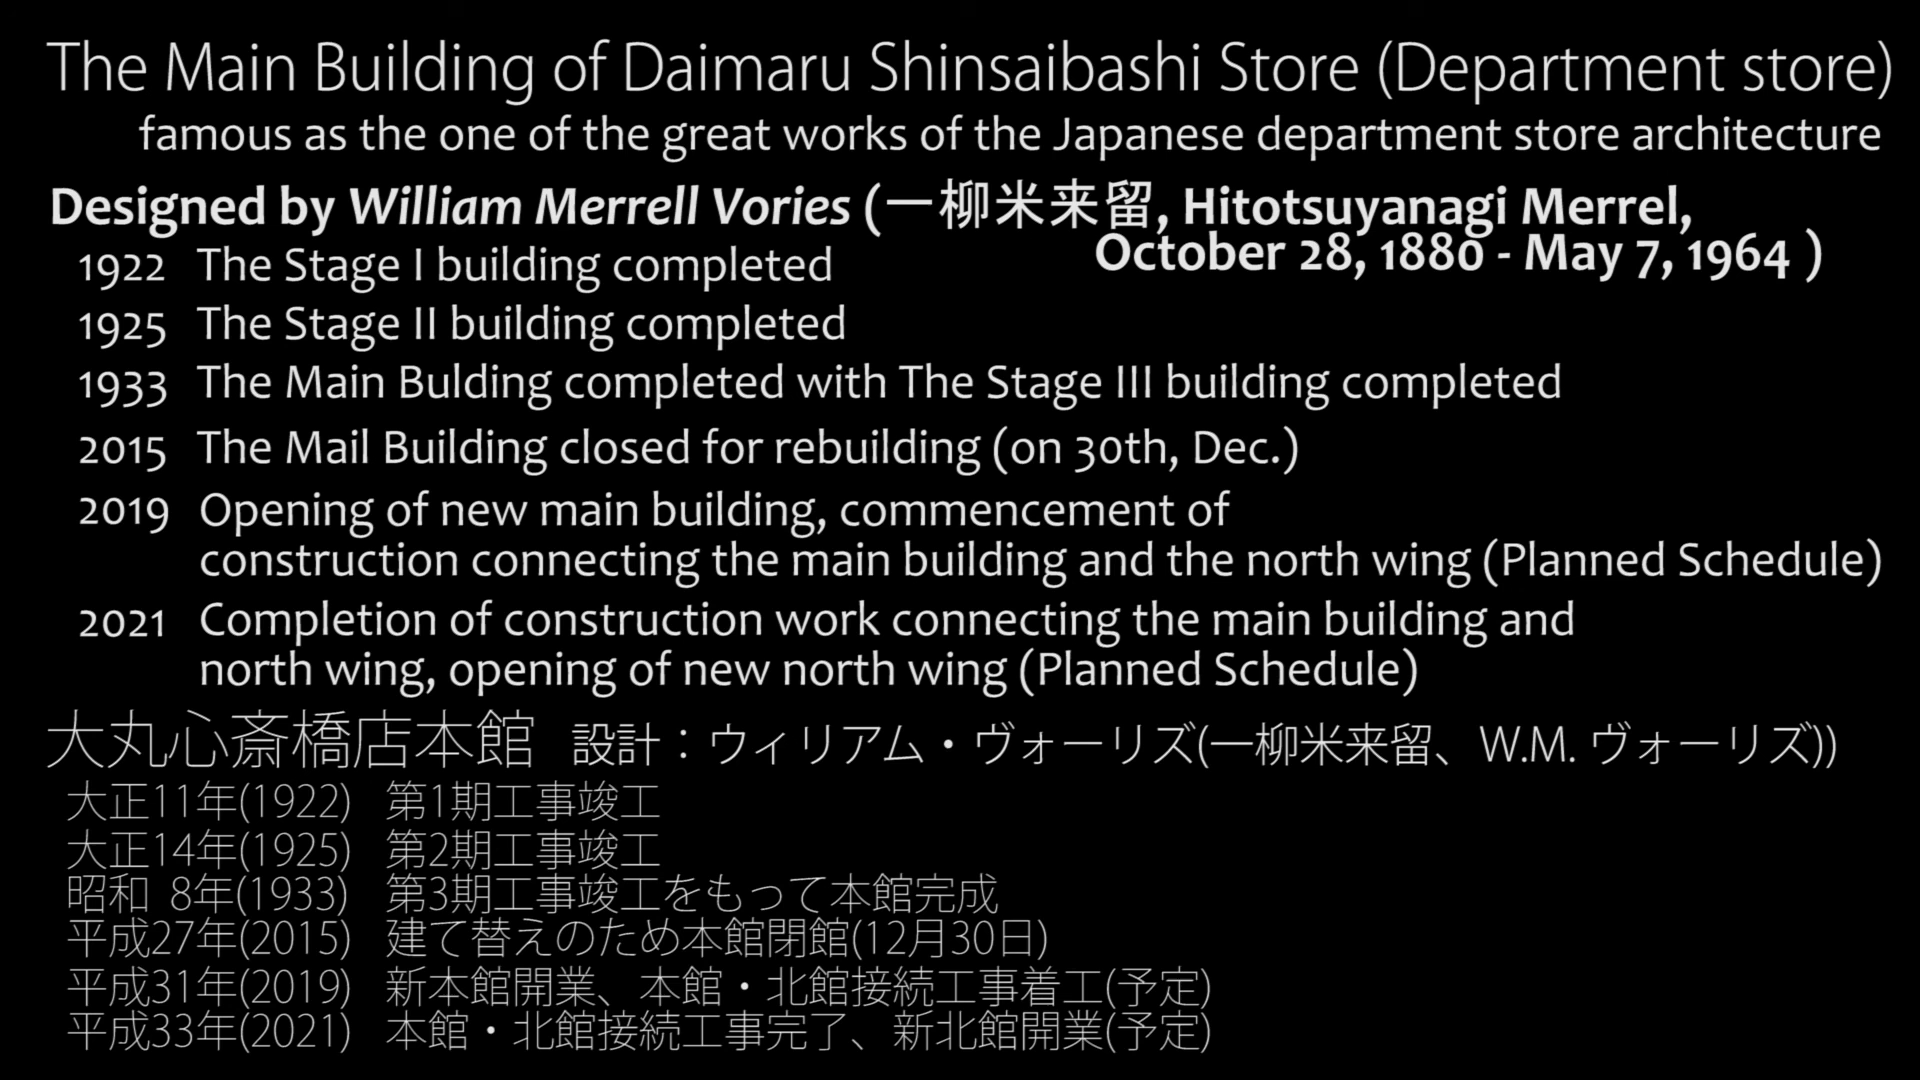 The Main Building of Daimaru Shinsaibashi Store (Department store)
famous as the one of the great works of the Japanese department store architecture
Designed by William Merrell Vories (一柳米来留, Hitotsuyanagi Merrel,
October 28, 1880 - May 7, 1964 )
1922 The Stage I building completed
1925 The Stage II building completed
1933 The Main Bulding completed with The Stage III building completed
2015 The Mail Building closed for rebuilding (on 30th, Dec.)
2019 Opening of new main building, commencement of
construction connecting the main building and the north wing (Planned Schedule)
2021 Completion of construction work connecting the main building and
north wing, opening of new north wing (Planned Schedule)
大丸心斎橋店本館 設計：ウィリアム・ヴォーリズ(一柳米来留、W.M. ヴォーリズ))
大正11年(1922) 第1期工事竣工
大正14年(1925) 第2期工事竣工
昭和 8年(1933) 第3期工事竣工をもって本館完成
平成27年(2015) 建て替えのため本館閉館(12月30日)
平成31年(2019) 新本館開業、本館・北館接続工事着工(予定)
平成33年(2021) 本館・北館接続工事完了、新北館開業(予定)